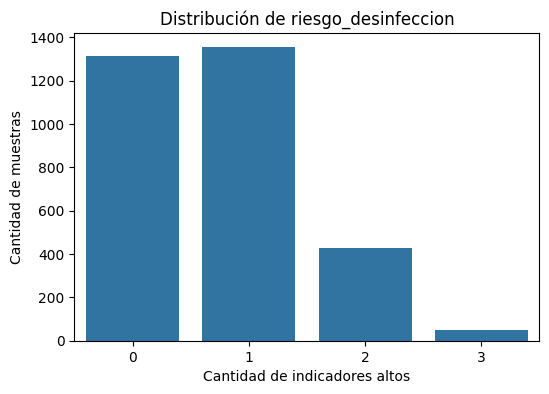 Distribución de riesgo_desinfeccion
Cantidad de muestras
1400
1200
1000
800
600
400
200
0
0 1 2 3
Cantidad de indicadores altos